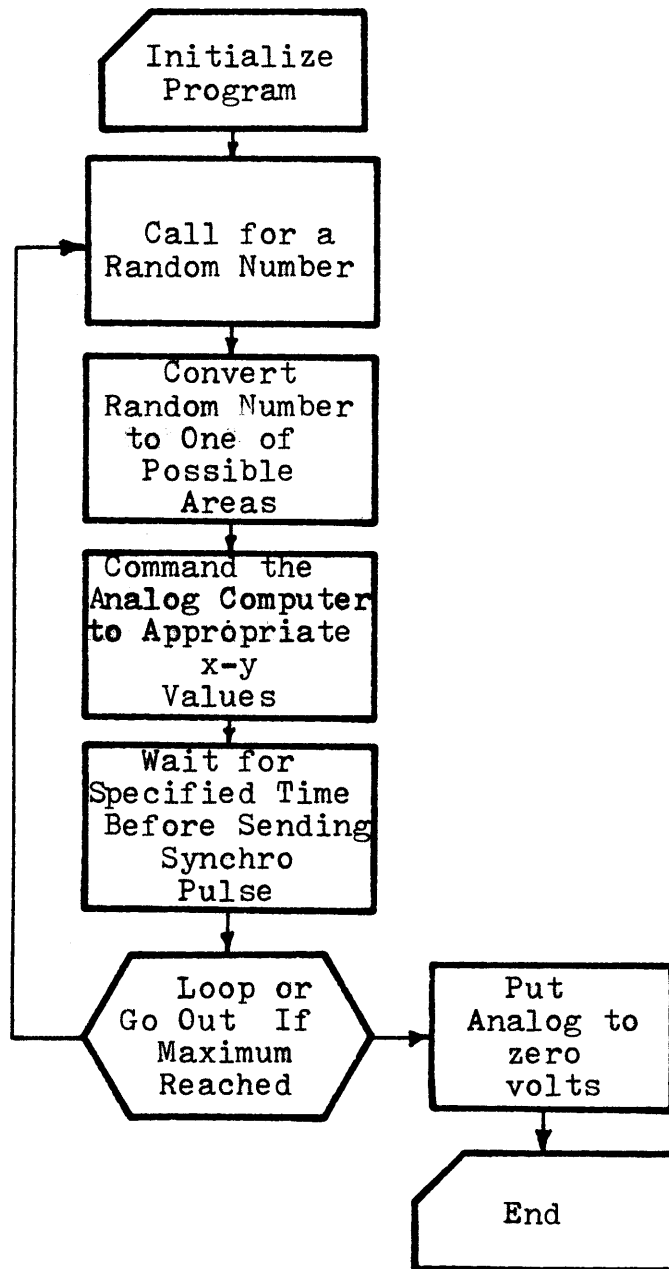 Initialize
Program
Call for a
Random Number
Convert
Random Number
to One of
Possible
Areas
Command the
Analog Computer
to Appropriate
x-y
Values
Wait for
Specified Time
Before Sending
Synchro
Pulse
Loop or
Go Out If
Maximum
Reached
Put
Analog to
zero
volts
End